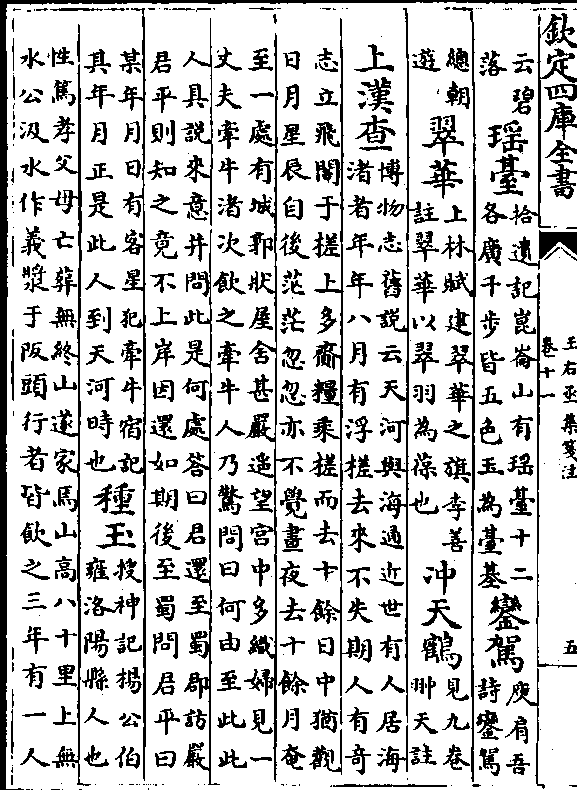 欽定四庫全書
王右丞集箋注
卷十一
五
云碧
落
瑤臺
拾遺記崑崙山有瑤臺十二
各廣千步皆五色玉為臺基
鑾駕
庾肩吾
詩鑾駕
總朝
遊
翠華
上林賦建翠華之旗李善
註翠華以翠羽為葆也
冲天鶴
見九卷
冲天註
上漢查
博物志舊說云天河與海通近世有人居海
渚者年年八月有浮槎去來不失期人有奇
志立飛閣于槎上多齎糧乘槎而去十餘日中猶觀
日月星辰自後茫茫忽忽亦不覺晝夜去十餘月奄
至一處有城郭狀屋舍甚嚴遙望宮中多織婦見一
丈夫牽牛渚次飲之牽牛人乃驚問曰何由至此此
人具說來意并問此是何處答曰君還至蜀郡訪嚴
君平則知之竟不上岸因還如期後至蜀問君平曰
某年月日有客星犯牽牛宿記
其年月正是此人到天河時也
種玉
搜神記楊公伯
雍洛陽縣人也
性篤孝父母亡葬無終山遂家焉山高八十里上無
水公汲水作義漿于阪頭行者皆飲之三年有一人